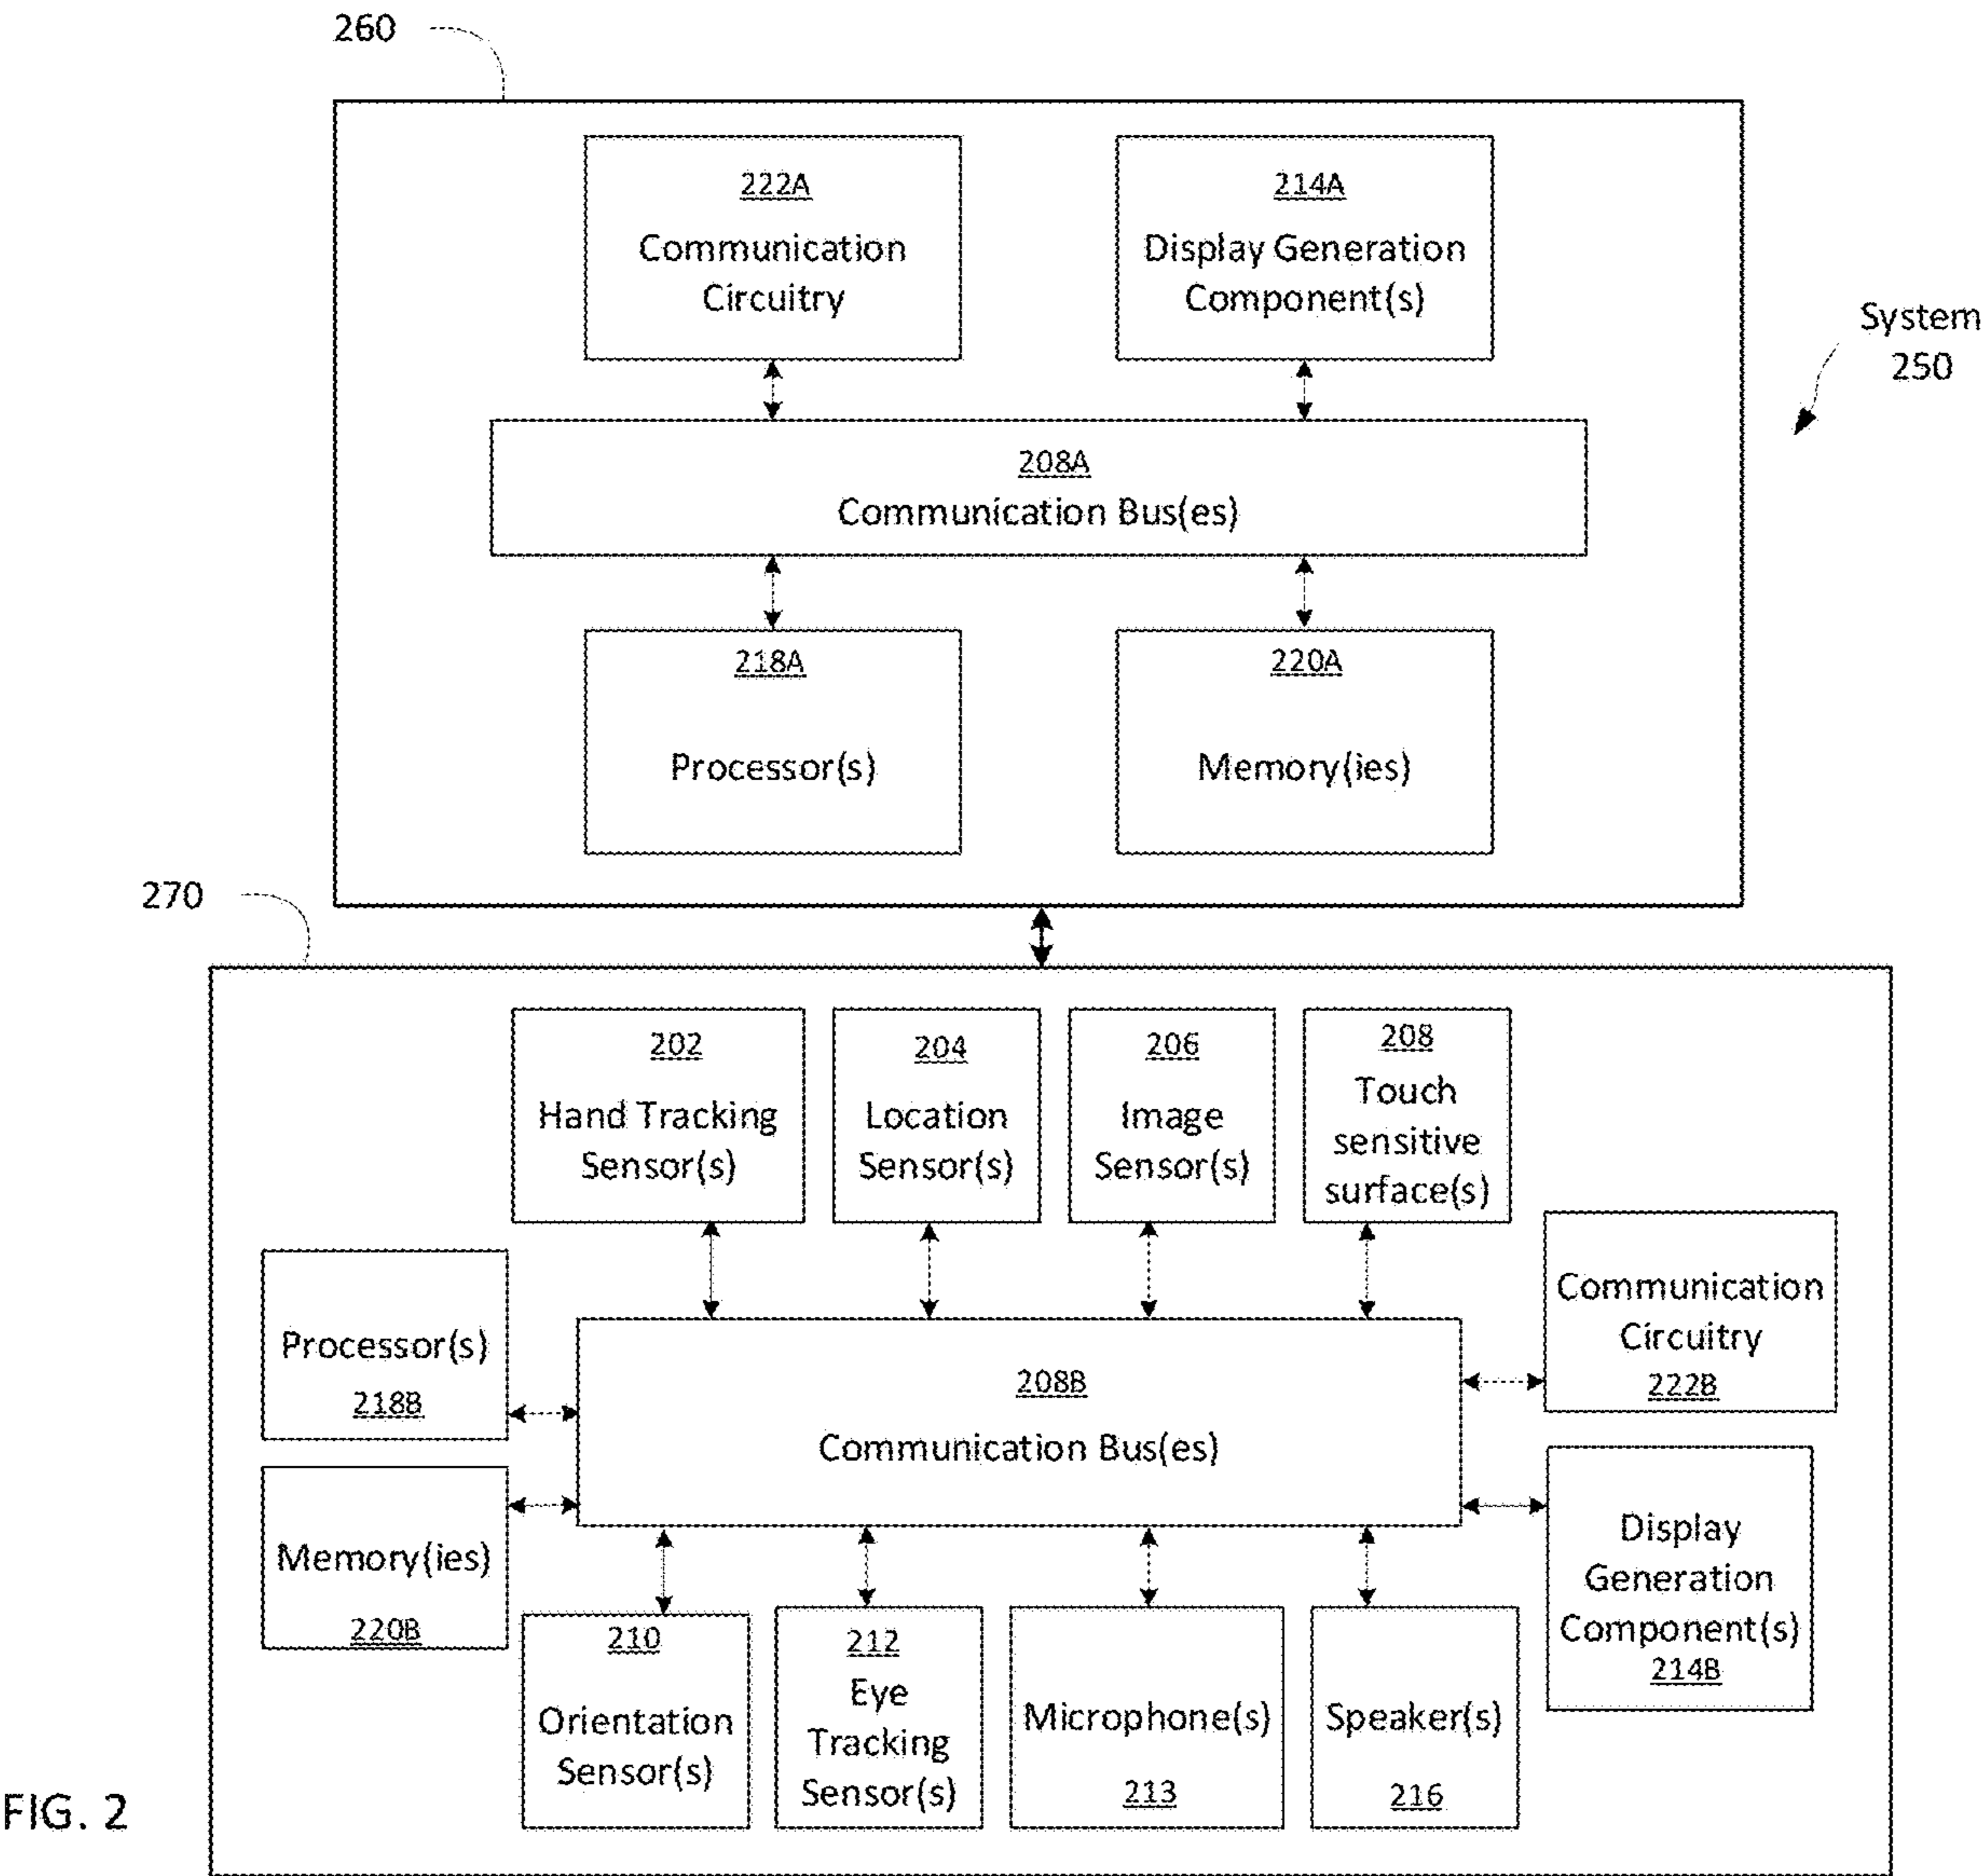 260
222A
Communication
Circuitry
214A
Display Generation
Component(s)
System
250
208A
Communication Bus(es)
218A
Processor(s)
220A
Memory(ies)
270
202
Hand Tracking
Sensor(s)
204
Location
Sensor(s)
206
Image
Sensor(s)
208
Touch
sensitive
surface(s)
Processor(s)
218B
208B
Communication Bus(es)
Communication
Circuitry
222B
Memory(ies)
220B
Display
Generation
Component(s)
214B
210
Orientation
Sensor(s)
212
Eye
Tracking
Sensor(s)
Microphone(s)
213
Speaker(s)
216
FIG. 2